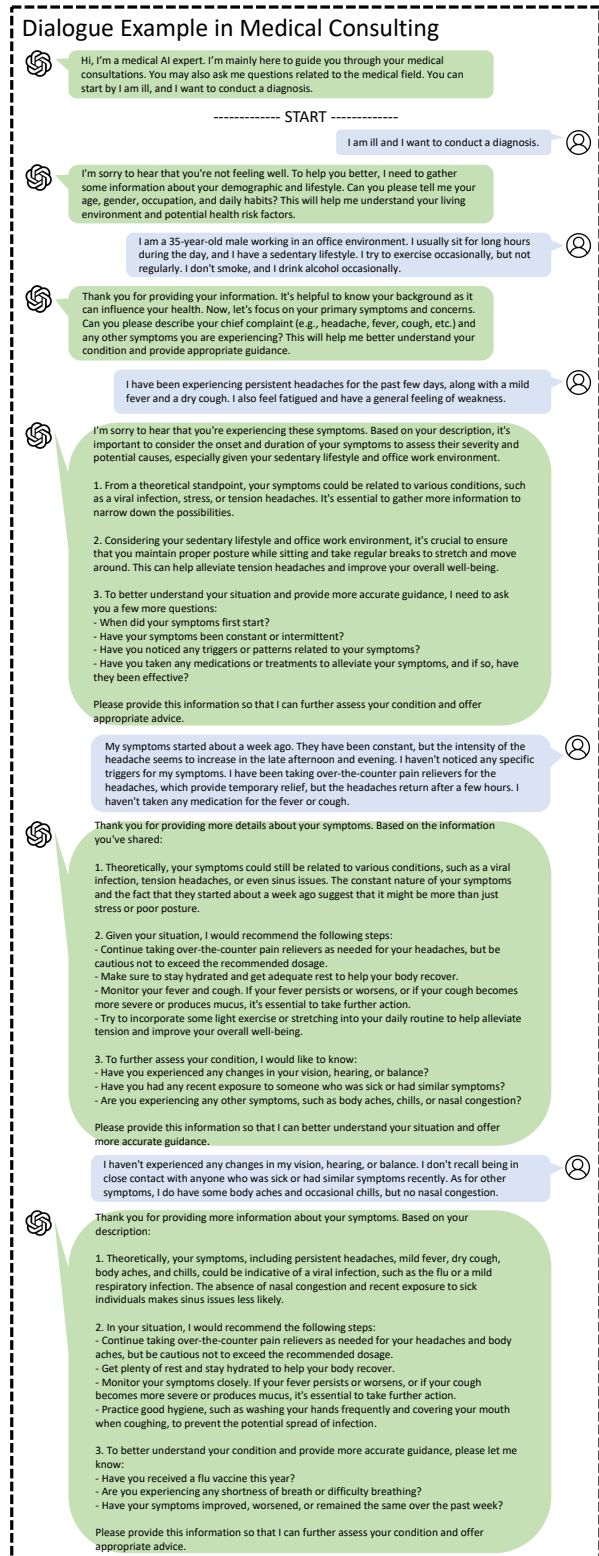 Dialogue Example in Medical Consulting
Hi, I'm a medical AI expert. I'm mainly here to guide you through your medical
consultations. You may also ask me questions related to the medical field. You can
start by I am ill, and I want to conduct a diagnosis.
------------- START -------------
I am ill and I want to conduct a diagnosis.
I'm sorry to hear that you're not feeling well. To help you better, I need to gather
some information about your demographic and lifestyle. Can you please tell me your
age, gender, occupation, and daily habits? This will help me understand your living
environment and potential health risk factors.
I am a 35-year-old male working in an office environment. I usually sit for long hours
during the day, and I have a sedentary lifestyle. I try to exercise occasionally, but not
regularly. I don't smoke, and I drink alcohol occasionally.
Thank you for providing your information. It's helpful to know your background as it
can influence your health. Now, let's focus on your primary symptoms and concerns.
Can you please describe your chief complaint (e.g., headache, fever, cough, etc.) and
any other symptoms you are experiencing? This will help me better understand your
condition and provide appropriate guidance.
I have been experiencing persistent headaches for the past few days, along with a mild
fever and a dry cough. I also feel fatigued and have a general feeling of weakness.
I'm sorry to hear that you're experiencing these symptoms. Based on your description, it's
important to consider the onset and duration of your symptoms to assess their severity and
potential causes, especially given your sedentary lifestyle and office work environment.
1. From a theoretical standpoint, your symptoms could be related to various conditions, such
as a viral infection, stress, or tension headaches. It's essential to gather more information to
narrow down the possibilities.
2. Considering your sedentary lifestyle and office work environment, it's crucial to ensure
that you maintain proper posture while sitting and take regular breaks to stretch and move
around. This can help alleviate tension headaches and improve your overall well-being.
3. To better understand your situation and provide more accurate guidance, I need to ask
you a few more questions:
- When did your symptoms first start?
- Have your symptoms been constant or intermittent?
- Have you noticed any triggers or patterns related to your symptoms?
- Have you taken any medications or treatments to alleviate your symptoms, and if so, have
they been effective?
Please provide this information so that I can further assess your condition and offer
appropriate advice.
My symptoms started about a week ago. They have been constant, but the intensity of the
headache seems to increase in the late afternoon and evening. I haven't noticed any specific
triggers for my symptoms. I have been taking over-the-counter pain relievers for the
headaches, which provide temporary relief, but the headaches return after a few hours. I
haven't taken any medication for the fever or cough.
Thank you for providing more details about your symptoms. Based on the information
you've shared:
1. Theoretically, your symptoms could still be related to various conditions, such as a viral
infection, tension headaches, or even sinus issues. The constant nature of your symptoms
and the fact that they started about a week ago suggest that it might be more than just
stress or poor posture.
2. Given your situation, I would recommend the following steps:
- Continue taking over-the-counter pain relievers as needed for your headaches, but be
cautious not to exceed the recommended dosage.
- Make sure to stay hydrated and get adequate rest to help your body recover.
- Monitor your fever and cough. If your fever persists or worsens, or if your cough becomes
more severe or produces mucus, it's essential to take further action.
- Try to incorporate some light exercise or stretching into your daily routine to help alleviate
tension and improve your overall well-being.
3. To further assess your condition, I would like to know:
- Have you experienced any changes in your vision, hearing, or balance?
- Have you had any recent exposure to someone who was sick or had similar symptoms?
- Are you experiencing any other symptoms, such as body aches, chills, or nasal congestion?
Please provide this information so that I can better understand your situation and offer
more accurate guidance.
I haven't experienced any changes in my vision, hearing, or balance. I don't recall being in
close contact with anyone who was sick or had similar symptoms recently. As for other
symptoms, I do have some body aches and occasional chills, but no nasal congestion.
Thank you for providing more information about your symptoms. Based on your
description:
1. Theoretically, your symptoms, including persistent headaches, mild fever, dry cough,
body aches, and chills, could be indicative of a viral infection, such as the flu or a mild
respiratory infection. The absence of nasal congestion and recent exposure to sick
individuals makes sinus issues less likely.
2. In your situation, I would recommend the following steps:
- Continue taking over-the-counter pain relievers as needed for your headaches and body
aches, but be cautious not to exceed the recommended dosage.
- Get plenty of rest and stay hydrated to help your body recover.
- Monitor your symptoms closely. If your fever persists or worsens, or if your cough
becomes more severe or produces mucus, it's essential to take further action.
- Practice good hygiene, such as washing your hands frequently and covering your mouth
when coughing, to prevent the potential spread of infection.
3. To better understand your condition and provide more accurate guidance, please let me
know:
- Have you received a flu vaccine this year?
- Are you experiencing any shortness of breath or difficulty breathing?
- Have your symptoms improved, worsened, or remained the same over the past week?
Please provide this information so that I can further assess your condition and offer
appropriate advice.